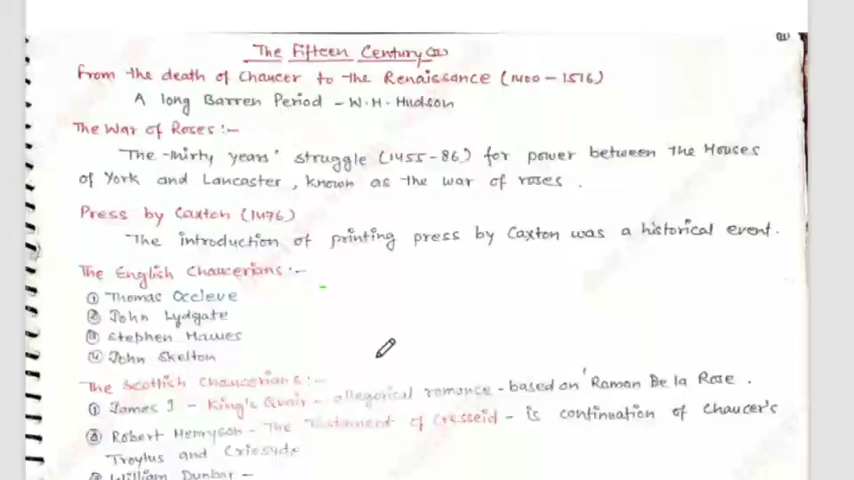 The Fifteen Century
From the death of Chaucer to the Renaissance (1400-1516)
A long Barren Period - W.H. Hudson
The War of Roses :-
The thirty years' struggle (1455-86) for power between the Houses
of York and Lancaster, known as the war of roses.
Press by Caxton (1476)
The introduction of printing press by Caxton was a historical event.
The English Chaucerians :-
① Thomas Occleve
② John Lydgate
③ Stephen Hawes
④ John Skelton
The Scottish Chaucerians :-
① James I - King's Quair - allegorical romance - based on Roman De la Rose.
② Robert Henryson - The Testament of Cresseid - is continuation of Chaucer's
Troylus and Criesyde
William Dunbar -